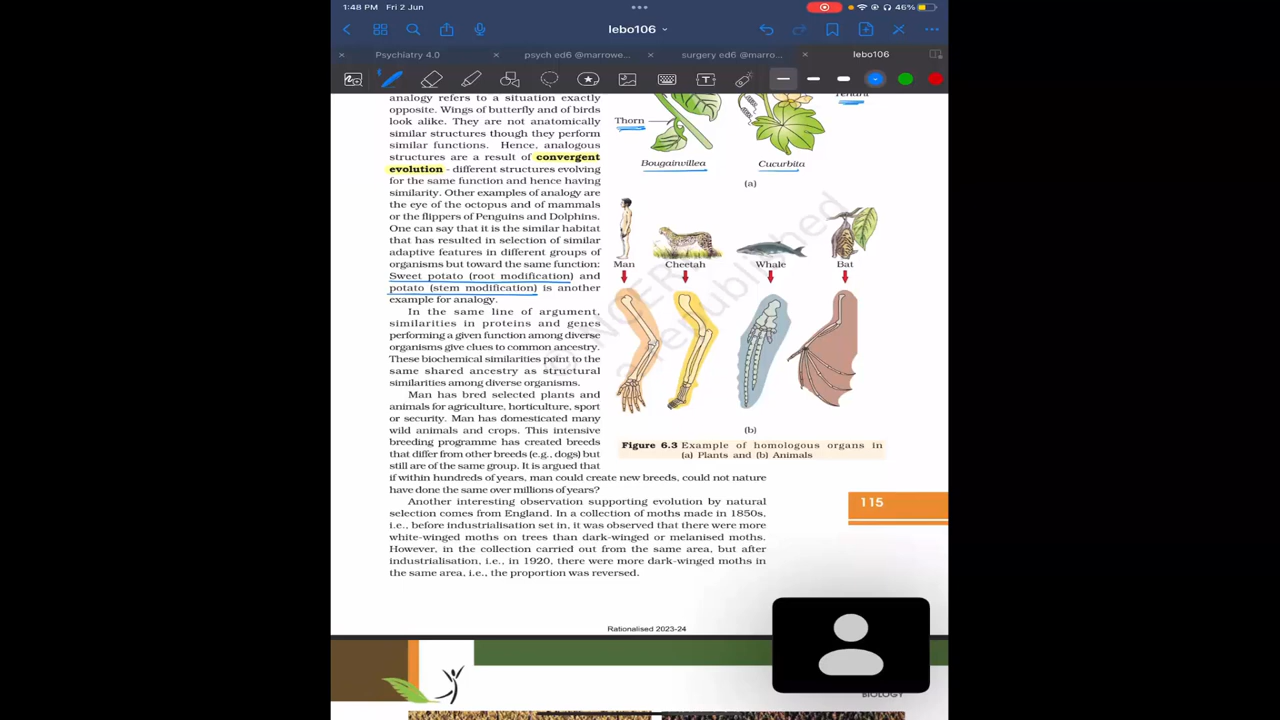 1:48 PM Fri 2 Jun
46%
lebo106
Psychiatry 4.0
psych ed6 @marrowe...
surgery ed6 @marro...
lebo106
analogy refers to a situation exactly
opposite. Wings of butterfly and of birds
look alike. They are not anatomically
similar structures though they perform
similar functions. Hence, analogous
structures are a result of convergent
evolution - different structures evolving
for the same function and hence having
similarity. Other examples of analogy are
the eye of the octopus and of mammals
or the flippers of Penguins and Dolphins.
One can say that it is the similar habitat
that has resulted in selection of similar
adaptive features in different groups of
organisms but toward the same function:
Sweet potato (root modification) and
potato (stem modification) is another
example for analogy.
In the same line of argument,
similarities in proteins and genes
performing a given function among diverse
organisms give clues to common ancestry.
These biochemical similarities point to the
same shared ancestry as structural
similarities among diverse organisms.
Man has bred selected plants and
animals for agriculture, horticulture, sport
or security. Man has domesticated many
wild animals and crops. This intensive
breeding programme has created breeds
that differ from other breeds (e.g., dogs) but
still are of the same group. It is argued that
if within hundreds of years, man could create new breeds, could not nature
have done the same over millions of years?
Another interesting observation supporting evolution by natural
selection comes from England. In a collection of moths made in 1850s,
i.e., before industrialisation set in, it was observed that there were more
white-winged moths on trees than dark-winged or melanised moths.
However, in the collection carried out from the same area, but after
industrialisation, i.e., in 1920, there were more dark-winged moths in
the same area, i.e., the proportion was reversed.
Thorn
Tendril
Bougainvillea
Cucurbita
(a)
Man
Cheetah
Whale
Bat
(b)
Figure 6.3 Example of homologous organs in
(a) Plants and (b) Animals
115
Rationalised 2023-24
BIOLOGY
republished